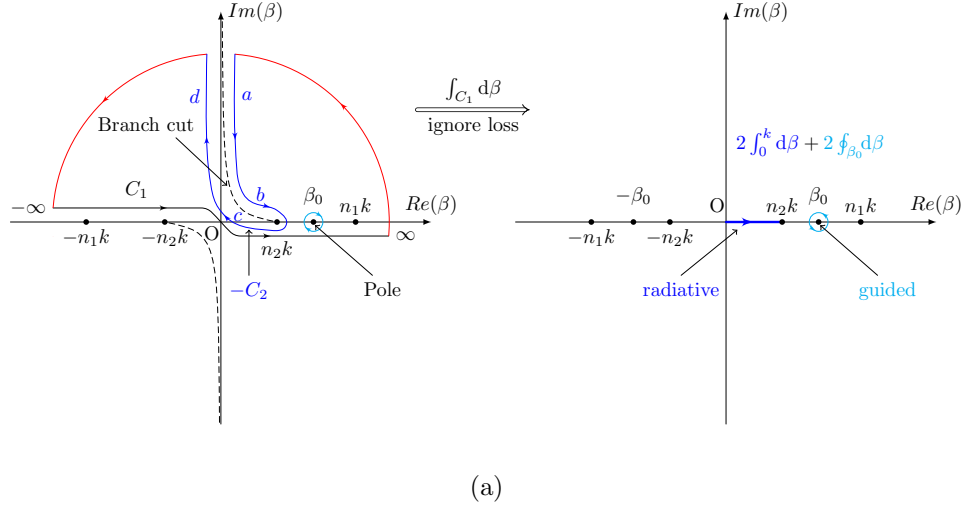 Im(β)
d
a
Branch cut
b
C₁
β₀
n₁k
Re(β)
−∞
c
−n₁k
−n₂k
O
n₂k
∞
−C₂
Pole
∫_{C₁} dβ
ignore loss
Im(β)
2 ∫₀ᵏ dβ + 2 ∮_{β₀} dβ
−β₀
O
n₂k
β₀
n₁k
Re(β)
−n₁k
−n₂k
radiative
guided
(a)